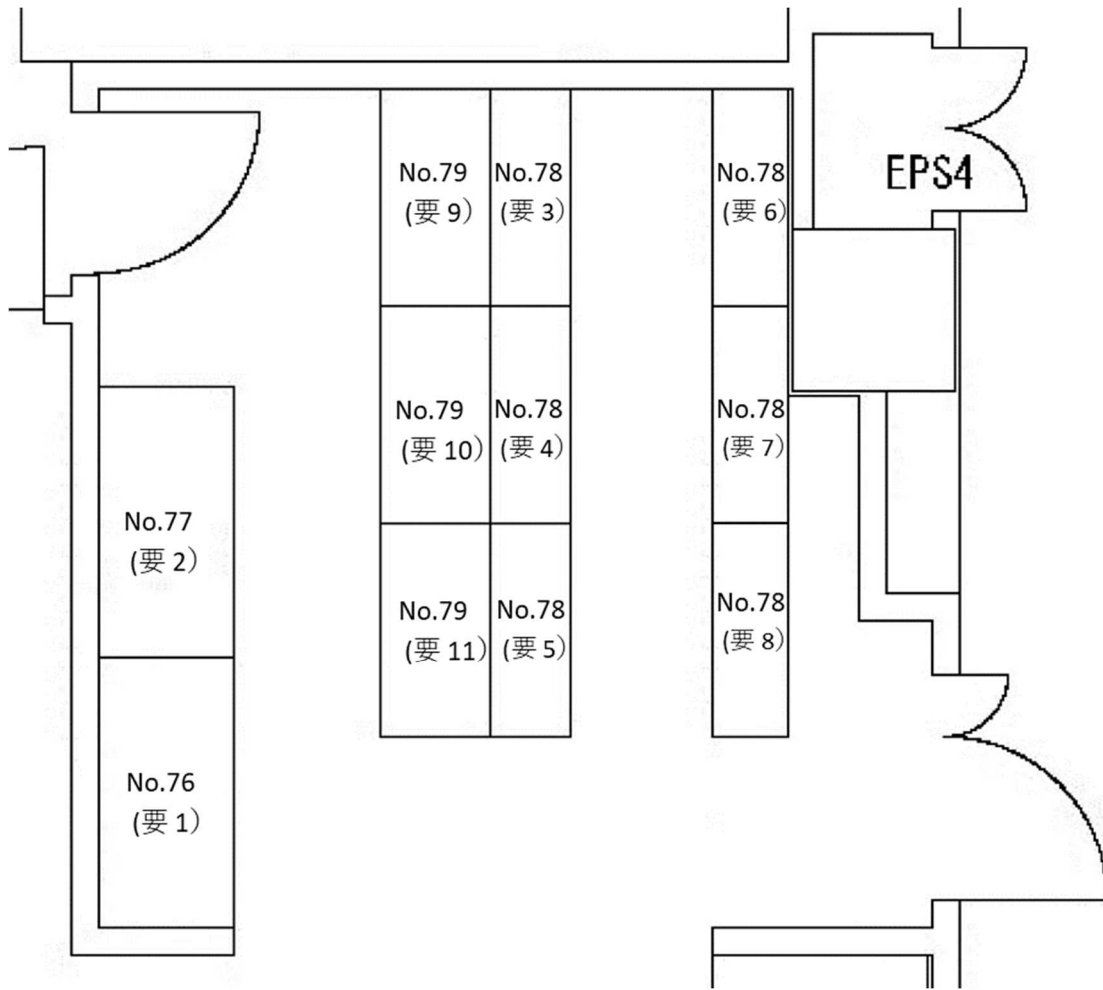 EPS4
No.79
(要 9）
No.78
(要 3）
No.78
(要 6）
No.79
(要 10）
No.78
(要 4）
No.78
(要 7）
No.77
(要 2）
No.79
(要 11）
No.78
(要 5）
No.78
(要 8）
No.76
(要 1）